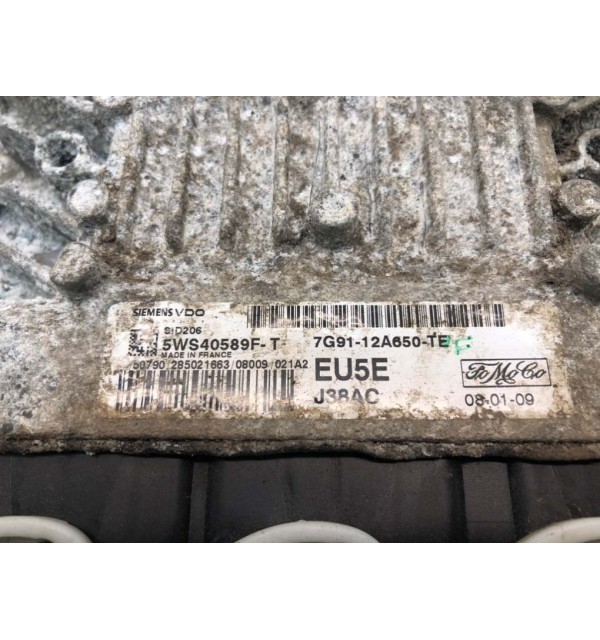 SIEMENS VDO
SID206
5WS40589F-T
MADE IN FRANCE
50790 285021663/08009 021A2
7G91-12A650-TE
EU5E
J38AC
FoMoCo
08-01-09